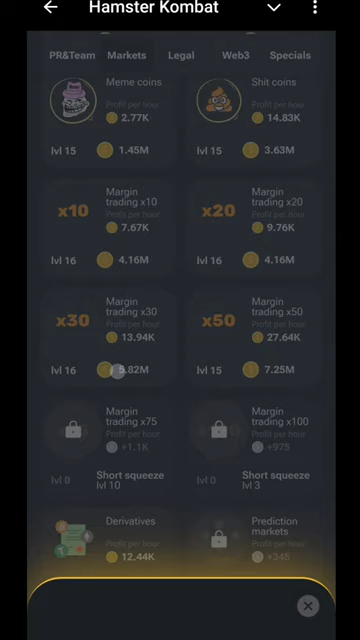 Hamster Kombat
PR&Team Markets Legal Web3 Specials
Meme coins
Profit per hour
2.77K
lvl 15
1.45M
Shit coins
Profit per hour
14.83K
lvl 15
3.63M
x10
Margin
trading x10
Profit per hour
7.67K
lvl 16
4.16M
x20
Margin
trading x20
Profit per hour
9.76K
lvl 16
4.16M
x30
Margin
trading x30
Profit per hour
13.94K
lvl 16
5.82M
x50
Margin
trading x50
Profit per hour
27.64K
lvl 15
7.25M
Margin
trading x75
Profit per hour
+1.1K
lvl 0
Short squeeze
lvl 10
Margin
trading x100
Profit per hour
+975
lvl 0
Short squeeze
lvl 3
Derivatives
Profit per hour
12.44K
Prediction
markets
Profit per hour
+345